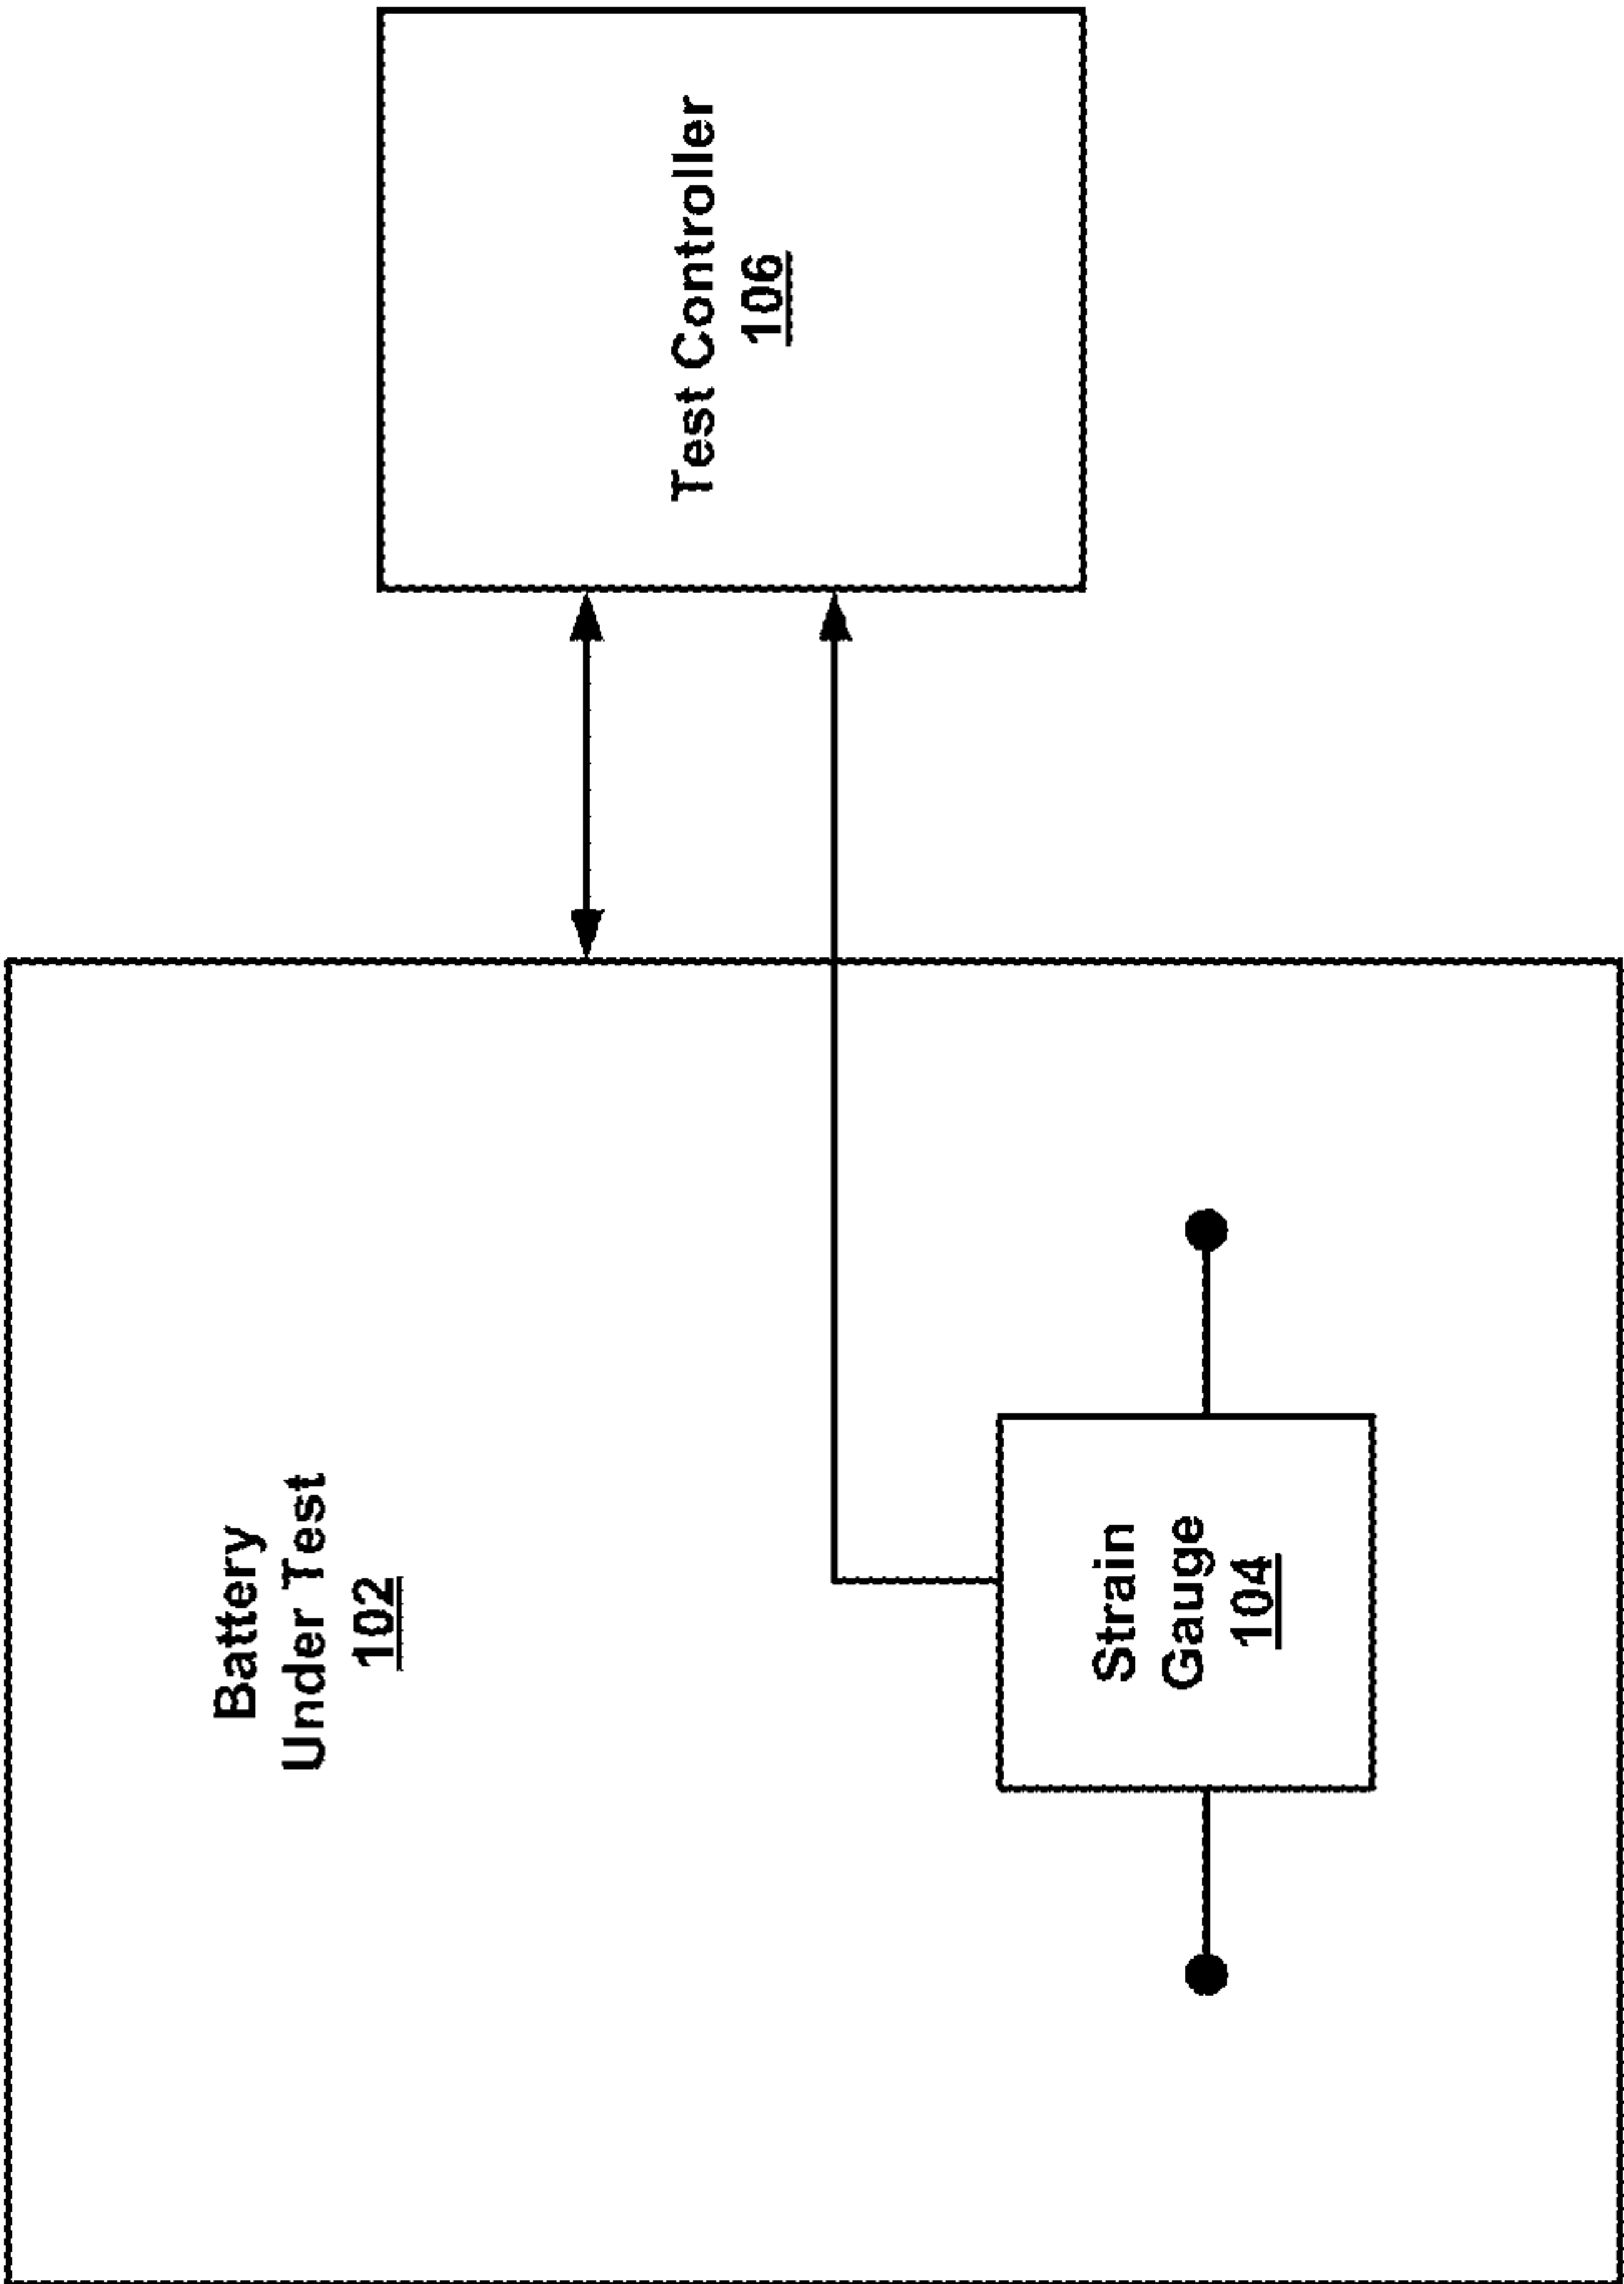 Battery
Under Test
102
Strain
Gauge
104
Test Controller
106